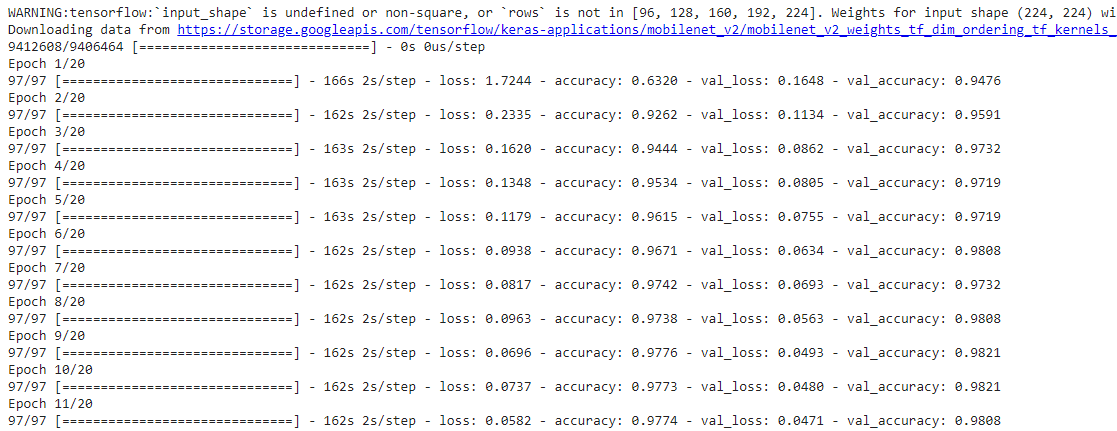 WARNING:tensorflow:`input_shape` is undefined or non-square, or `rows` is not in [96, 128, 160, 192, 224]. Weights for input shape (224, 224) wi
Downloading data from https://storage.googleapis.com/tensorflow/keras-applications/mobilenet_v2/mobilenet_v2_weights_tf_dim_ordering_tf_kernels_
9412608/9406464 [==============================] - 0s 0us/step
Epoch 1/20
97/97 [==============================] - 166s 2s/step - loss: 1.7244 - accuracy: 0.6320 - val_loss: 0.1648 - val_accuracy: 0.9476
Epoch 2/20
97/97 [==============================] - 162s 2s/step - loss: 0.2335 - accuracy: 0.9262 - val_loss: 0.1134 - val_accuracy: 0.9591
Epoch 3/20
97/97 [==============================] - 163s 2s/step - loss: 0.1620 - accuracy: 0.9444 - val_loss: 0.0862 - val_accuracy: 0.9732
Epoch 4/20
97/97 [==============================] - 163s 2s/step - loss: 0.1348 - accuracy: 0.9534 - val_loss: 0.0805 - val_accuracy: 0.9719
Epoch 5/20
97/97 [==============================] - 163s 2s/step - loss: 0.1179 - accuracy: 0.9615 - val_loss: 0.0755 - val_accuracy: 0.9719
Epoch 6/20
97/97 [==============================] - 162s 2s/step - loss: 0.0938 - accuracy: 0.9671 - val_loss: 0.0634 - val_accuracy: 0.9808
Epoch 7/20
97/97 [==============================] - 162s 2s/step - loss: 0.0817 - accuracy: 0.9742 - val_loss: 0.0693 - val_accuracy: 0.9732
Epoch 8/20
97/97 [==============================] - 162s 2s/step - loss: 0.0963 - accuracy: 0.9738 - val_loss: 0.0563 - val_accuracy: 0.9808
Epoch 9/20
97/97 [==============================] - 162s 2s/step - loss: 0.0696 - accuracy: 0.9776 - val_loss: 0.0493 - val_accuracy: 0.9821
Epoch 10/20
97/97 [==============================] - 162s 2s/step - loss: 0.0737 - accuracy: 0.9773 - val_loss: 0.0480 - val_accuracy: 0.9821
Epoch 11/20
97/97 [==============================] - 162s 2s/step - loss: 0.0582 - accuracy: 0.9774 - val_loss: 0.0471 - val_accuracy: 0.9808